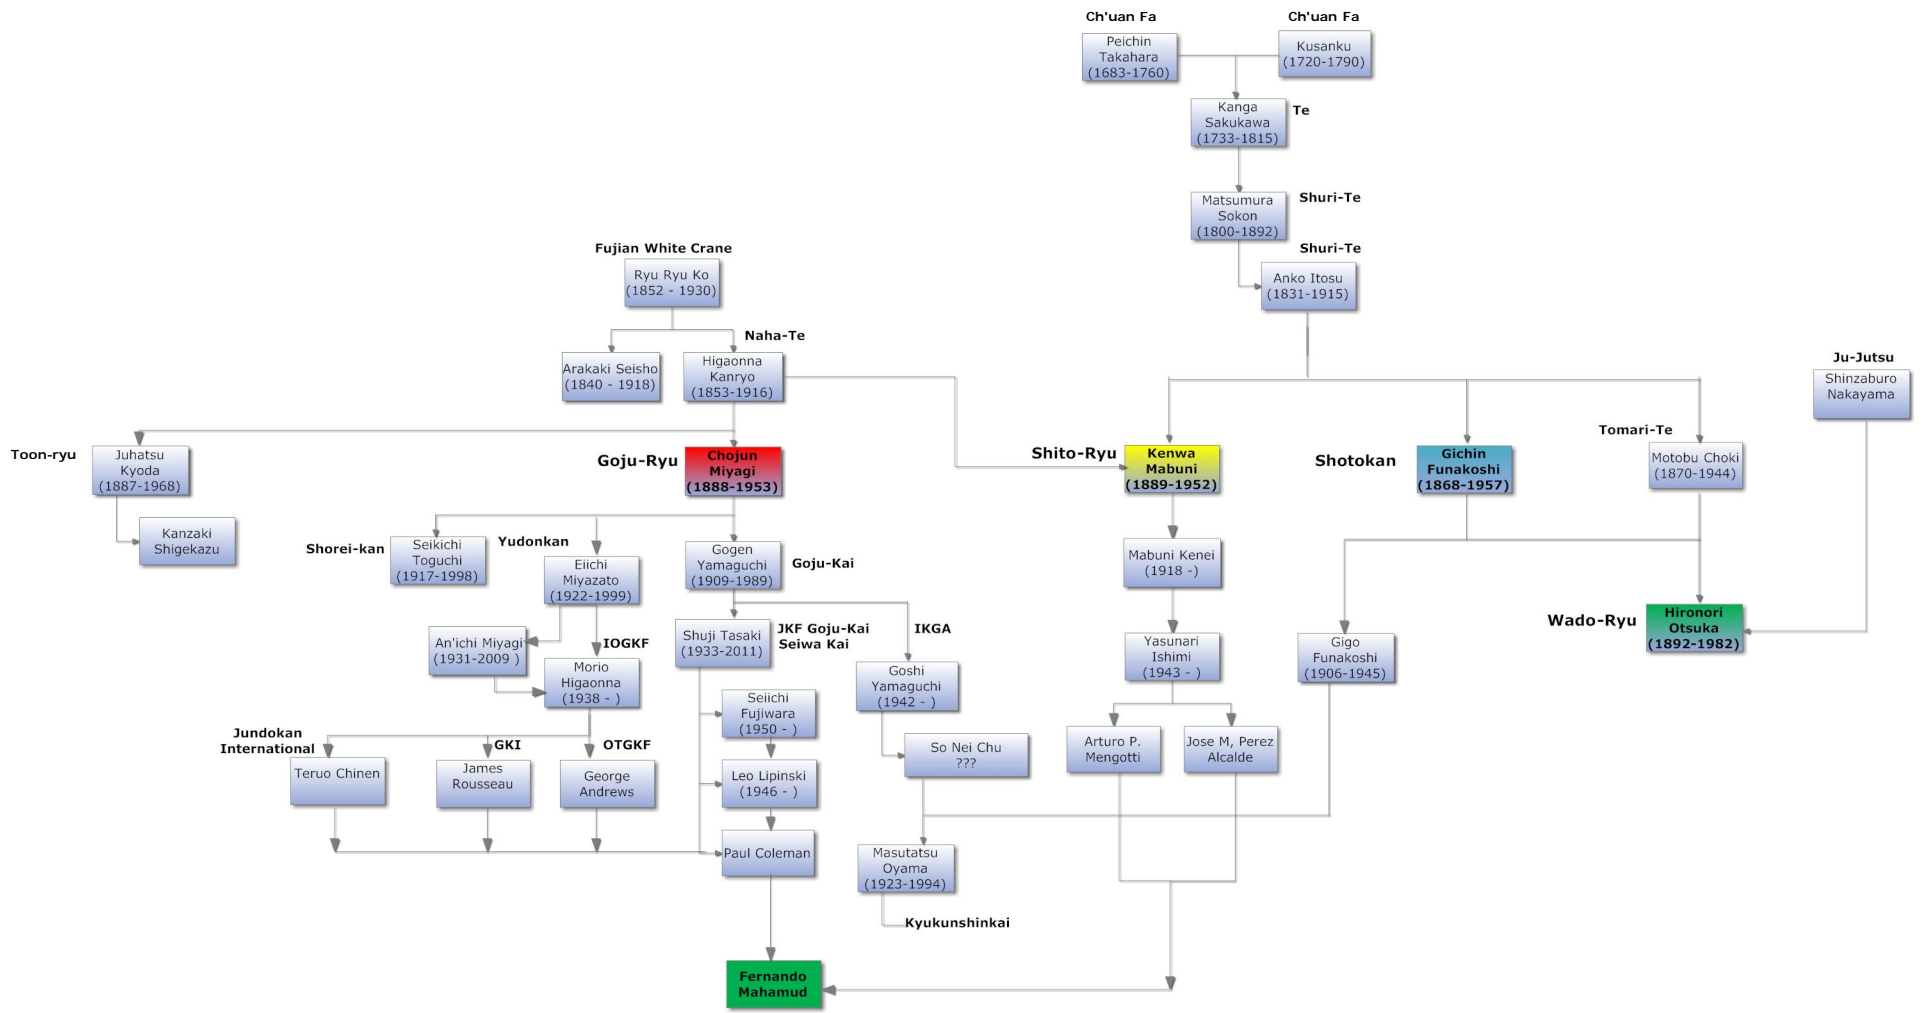 Ch'uan Fa
Ch'uan Fa
Peichin
Takahara
(1683-1760)
Kusanku
(1720-1790)
Kanga
Sakukawa
(1733-1815)
Te
Matsumura
Sokon
(1800-1892)
Shuri-Te
Shuri-Te
Anko Itosu
(1831-1915)
Fujian White Crane
Ryu Ryu Ko
(1852 - 1930)
Naha-Te
Arakaki Seisho
(1840 - 1918)
Higaonna
Kanryo
(1853-1916)
Ju-Jutsu
Shinzaburo
Nakayama
Toon-ryu
Juhatsu
Kyoda
(1887-1968)
Goju-Ryu
Chojun
Miyagi
(1888-1953)
Shito-Ryu
Kenwa
Mabuni
(1889-1952)
Shotokan
Gichin
Funakoshi
(1868-1957)
Tomari-Te
Motobu Choki
(1870-1944)
Kanzaki
Shigekazu
Shorei-kan
Seikichi
Toguchi
(1917-1998)
Yudonkan
Eiichi
Miyazato
(1922-1999)
Gogen
Yamaguchi
(1909-1989)
Goju-Kai
Mabuni Kenei
(1918 -)
An'ichi Miyagi
(1931-2009 )
IOGKF
Morio
Higaonna
(1938 - )
Shuji Tasaki
(1933-2011)
JKF Goju-Kai
Seiwa Kai
IKGA
Goshi
Yamaguchi
(1942 - )
Yasunari
Ishimi
(1943 - )
Gigo
Funakoshi
(1906-1945)
Wado-Ryu
Hironori
Otsuka
(1892-1982)
Seiichi
Fujiwara
(1950 - )
Jundokan
International
Teruo Chinen
GKI
James
Rousseau
OTGKF
George
Andrews
Leo Lipinski
(1946 - )
So Nei Chu
???
Arturo P.
Mengotti
Jose M, Perez
Alcalde
Paul Coleman
Masutatsu
Oyama
(1923-1994)
Kyukunshinkai
Fernando
Mahamud